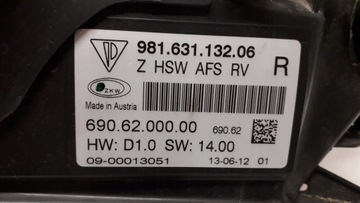 981.631.132.06
Z HSW AFS RV R
ZKW
Made in Austria
690.62.000.00 690.62
HW: D1.0 SW: 14.00
09-00013051 13-06-12 01